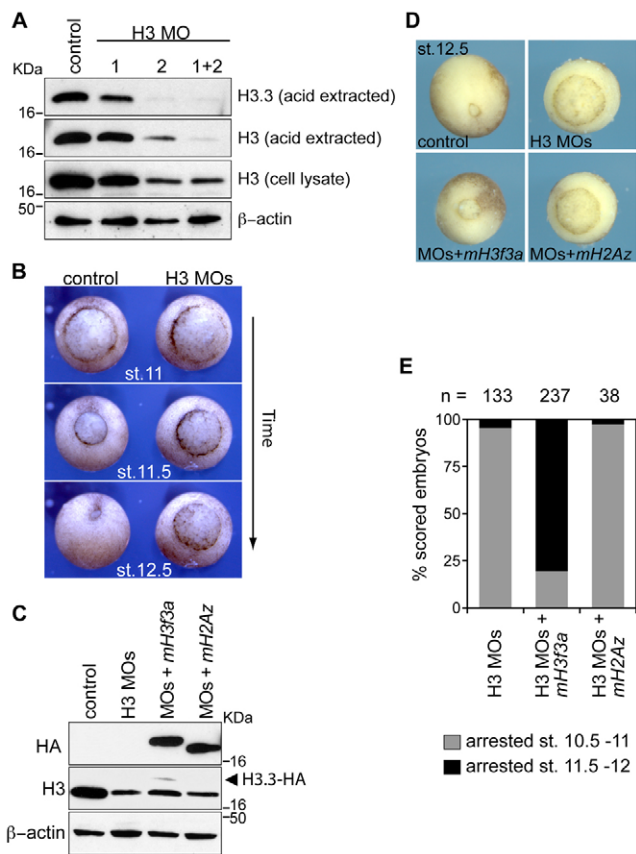 A
control
H3 MO
KDa
1 2 1+2
16
H3.3 (acid extracted)
16
H3 (acid extracted)
16
H3 (cell lysate)
50
β-actin
B
control H3 MOs
st.11
st.11.5
st.12.5
Time
C
control
H3 MOs
MOs + mH3f3a
MOs + mH2Az
KDa
HA
16
H3
H3.3-HA
16
50
β-actin
D
st.12.5
control
H3 MOs
MOs+mH3f3a
MOs+mH2Az
E
n = 133 237 38
% scored embryos
100
75
50
25
0
H3 MOs
H3 MOs +
mH3f3a
H3 MOs +
mH2Az
arrested st. 10.5 -11
arrested st. 11.5 -12